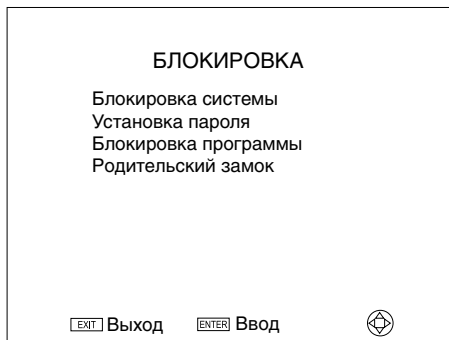 БЛОКИРОВКА
Блокировка системы
Установка пароля
Блокировка программы
Родительский замок
EXIT Выход ENTER Ввод